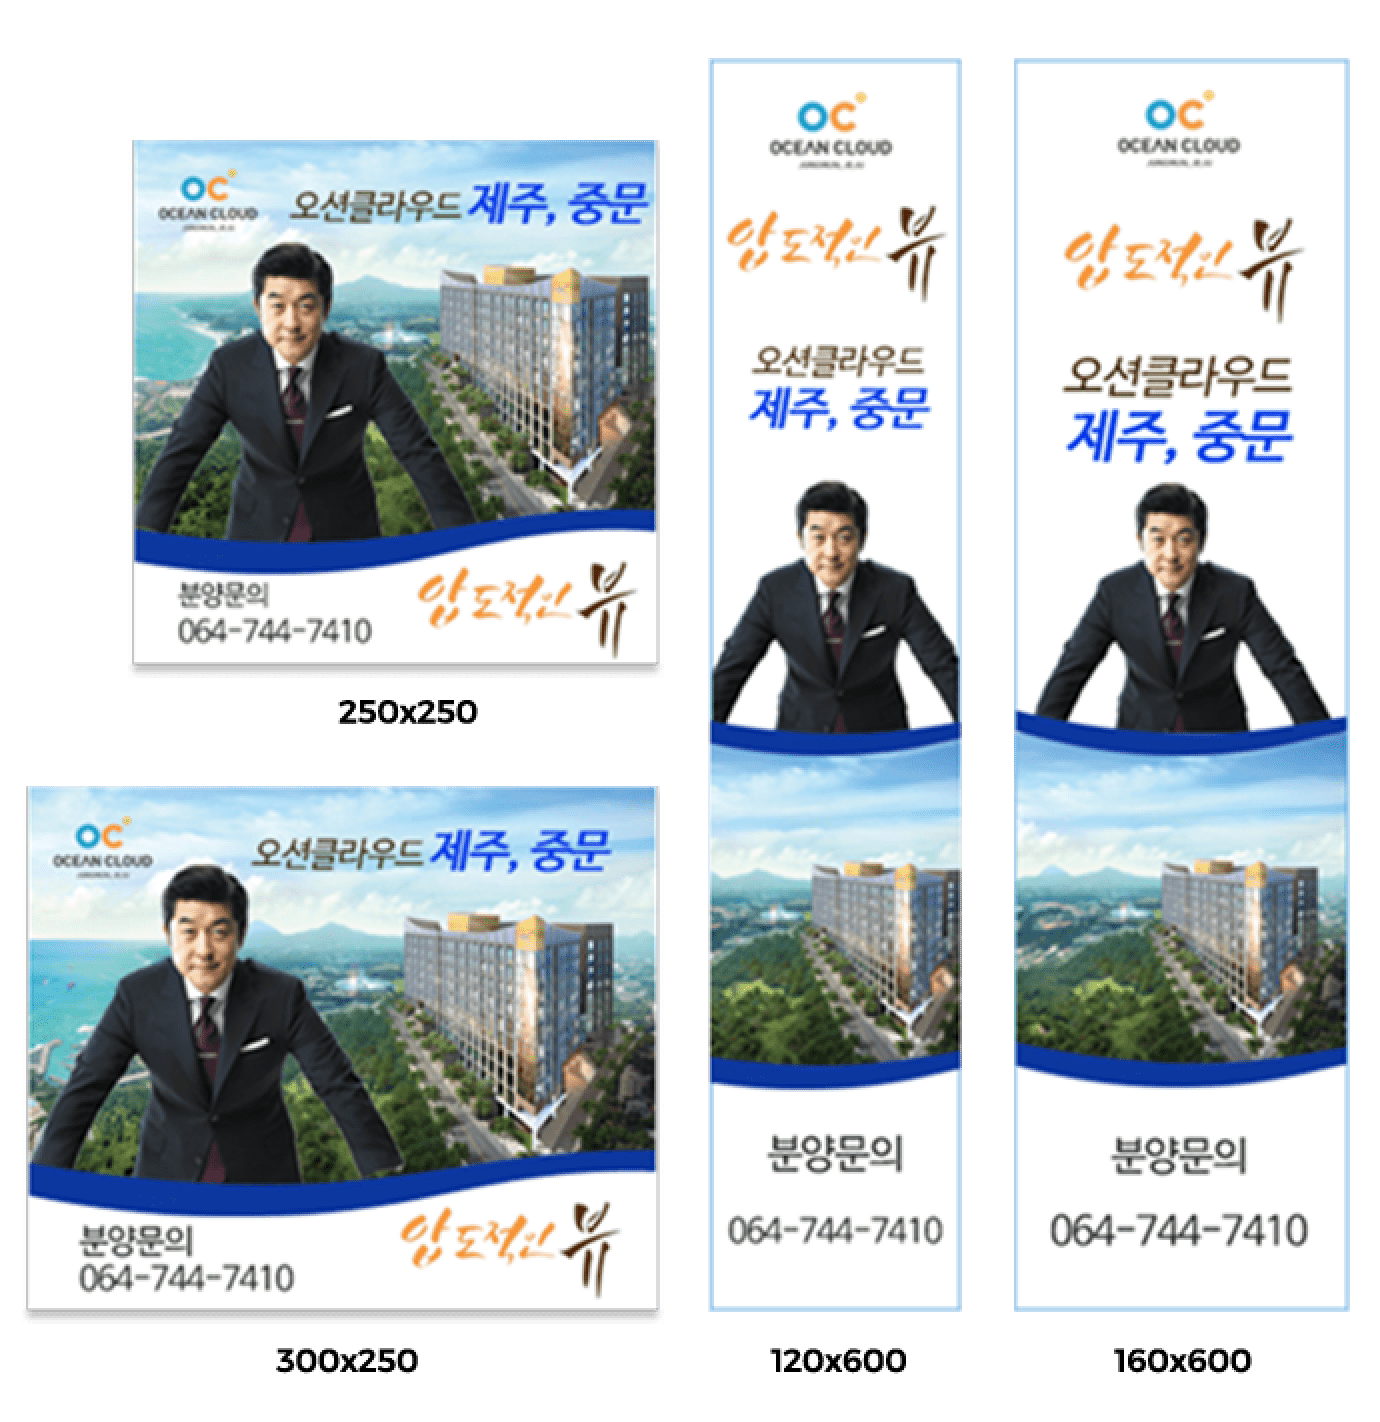 OC
OCEAN CLOUD
오션클라우드 제주, 중문
분양문의
064-744-7410
압도적인 뷰
250x250
OC
OCEAN CLOUD
오션클라우드 제주, 중문
분양문의
064-744-7410
압도적인 뷰
300x250
OC
OCEAN CLOUD
압도적인 뷰
오션클라우드
제주, 중문
분양문의
064-744-7410
120x600
OC
OCEAN CLOUD
압도적인 뷰
오션클라우드
제주, 중문
분양문의
064-744-7410
160x600